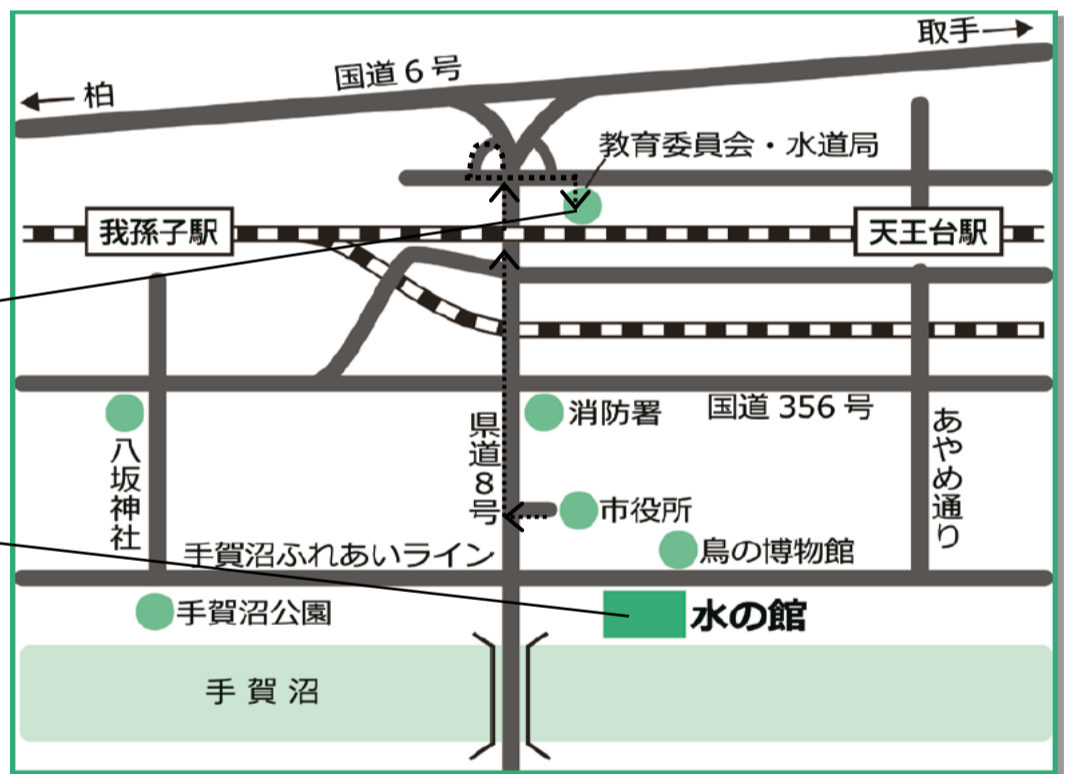 取手→
国道6号
←柏
教育委員会・水道局
我孫子駅
天王台駅
国道356号
消防署
県道8号
八坂神社
あやめ通り
市役所
手賀沼ふれあいライン
鳥の博物館
手賀沼公園
水の館
手賀沼